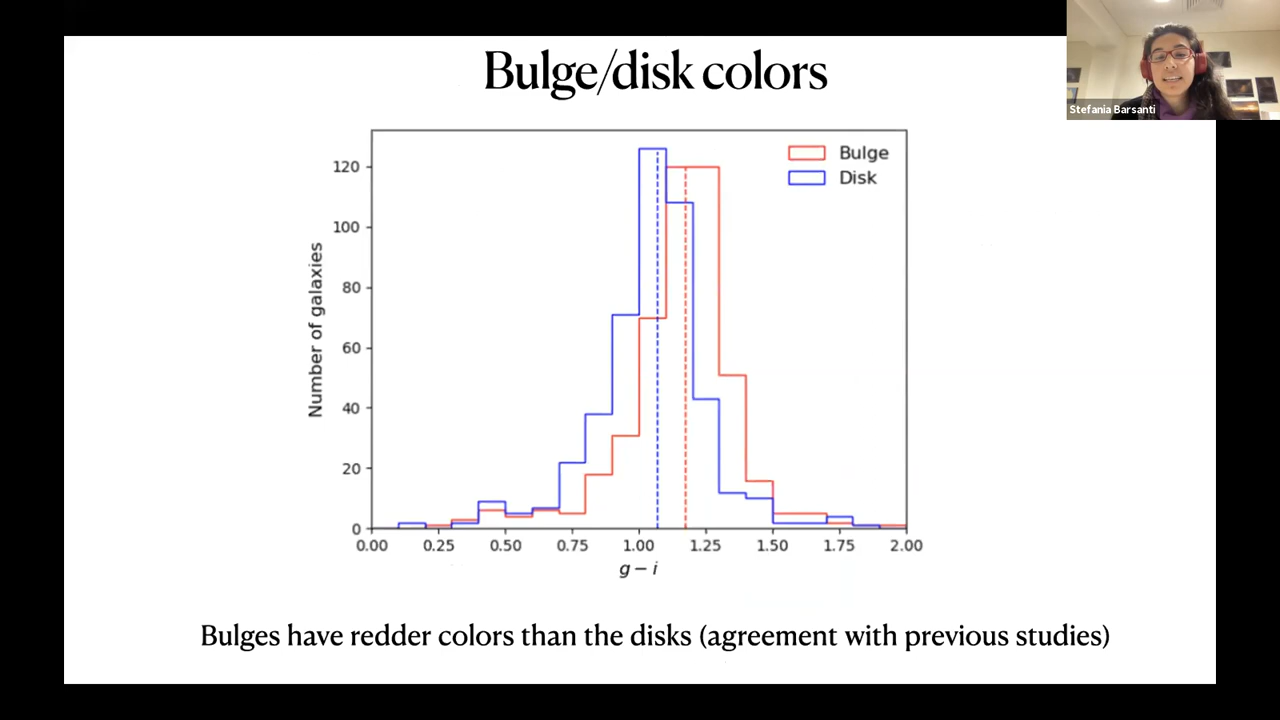 Bulge/disk colors
Stefania Barsanti
Bulge
Disk
Number of galaxies
120
100
80
60
40
20
0
0.00 0.25 0.50 0.75 1.00 1.25 1.50 1.75 2.00
g − i
Bulges have redder colors than the disks (agreement with previous studies)